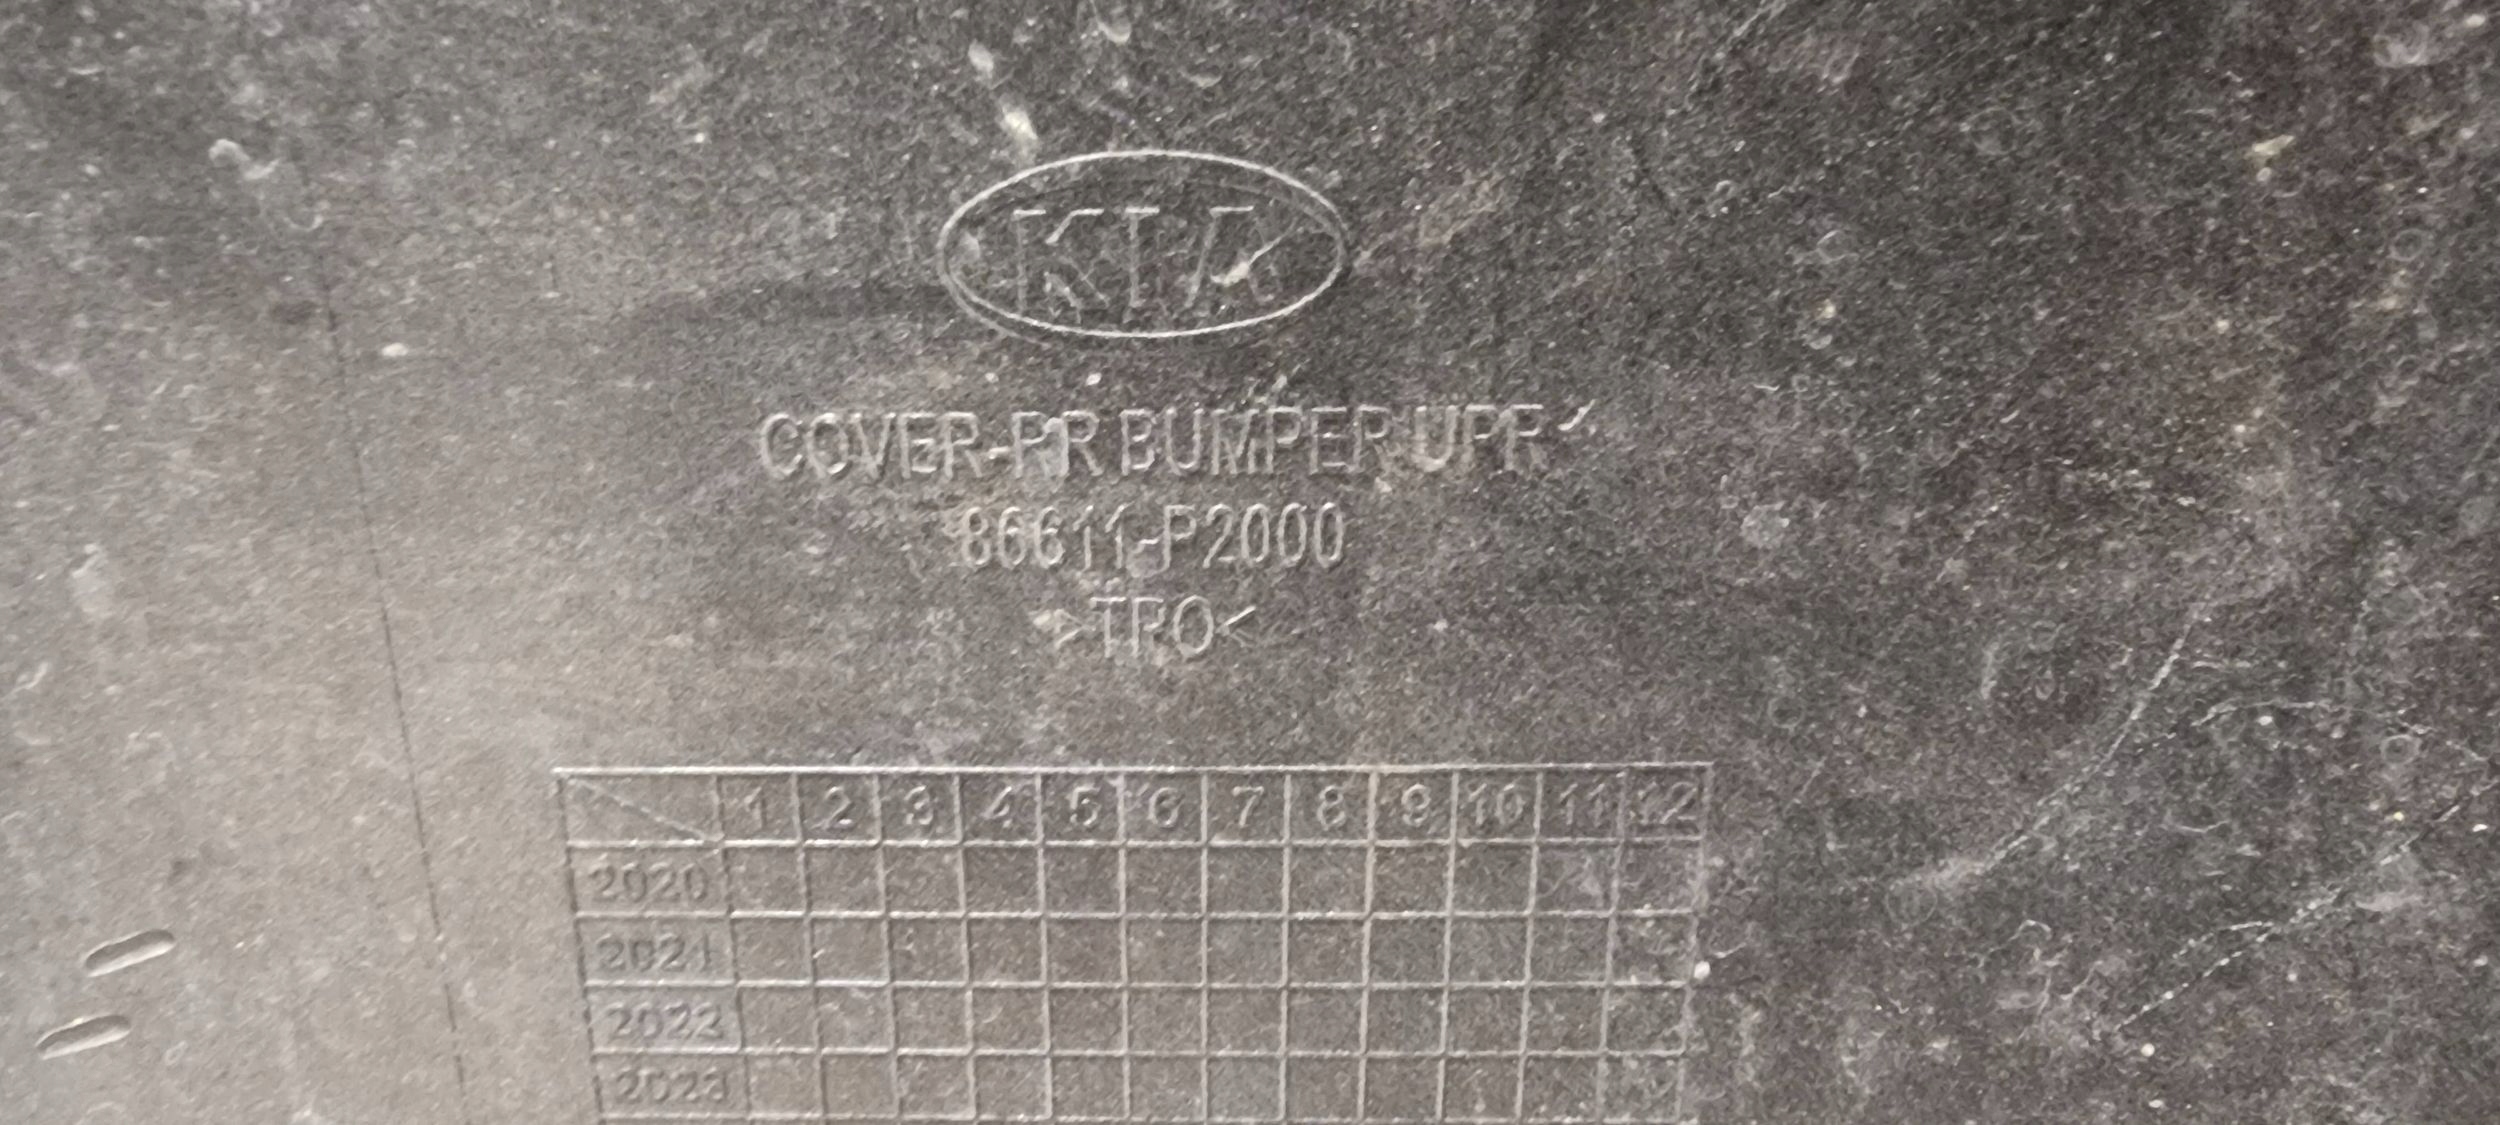 KIA
COVER-RR BUMPER UPR
86611-P2000
>TPO<
1 2 3 4 5 6 7 8 9 10 11 12
2020
2021
2022
2023